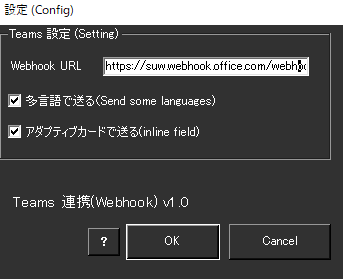 設定 (Config)
Teams 設定 (Setting)
Webhook URL https://suw.webhook.office.com/webhoo
多言語で送る(Send some languages)
アダプティブカードで送る(inline field)
Teams 連携(Webhook) v1.0
? OK Cancel